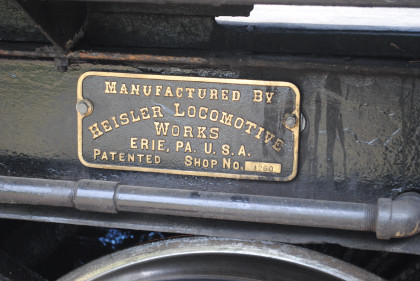 MANUFACTURED BY
HEISLER LOCOMOTIVE
WORKS
ERIE, PA. U.S.A.
PATENTED SHOP NO.